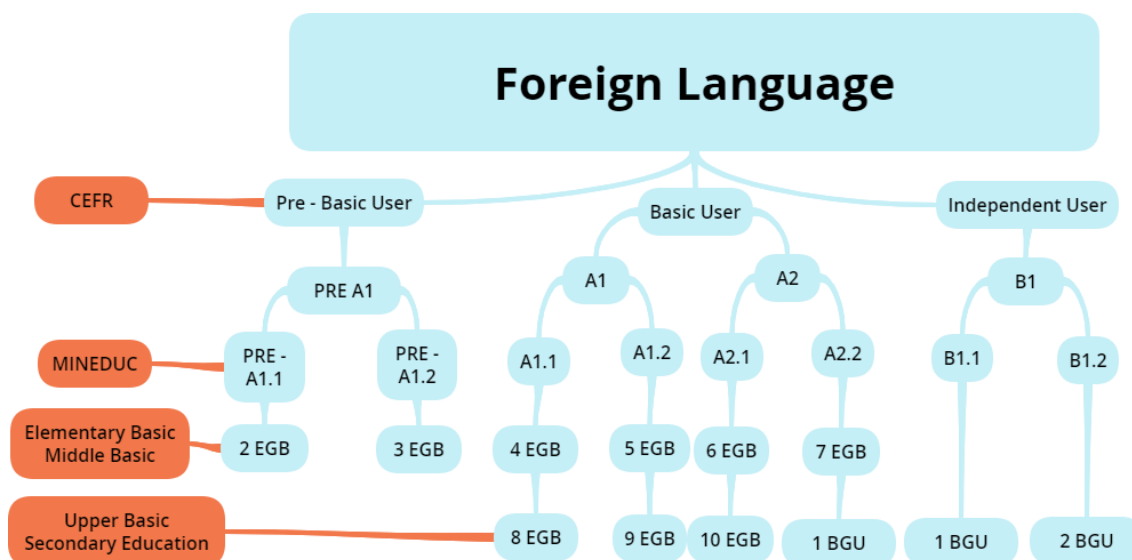 Foreign Language
CEFR
Pre - Basic User
Basic User
Independent User
PRE A1
A1
A2
B1
MINEDUC
PRE -
A1.1
PRE -
A1.2
A1.1
A1.2
A2.1
A2.2
B1.1
B1.2
Elementary Basic
Middle Basic
2 EGB
3 EGB
4 EGB
5 EGB
6 EGB
7 EGB
Upper Basic
Secondary Education
8 EGB
9 EGB
10 EGB
1 BGU
1 BGU
2 BGU